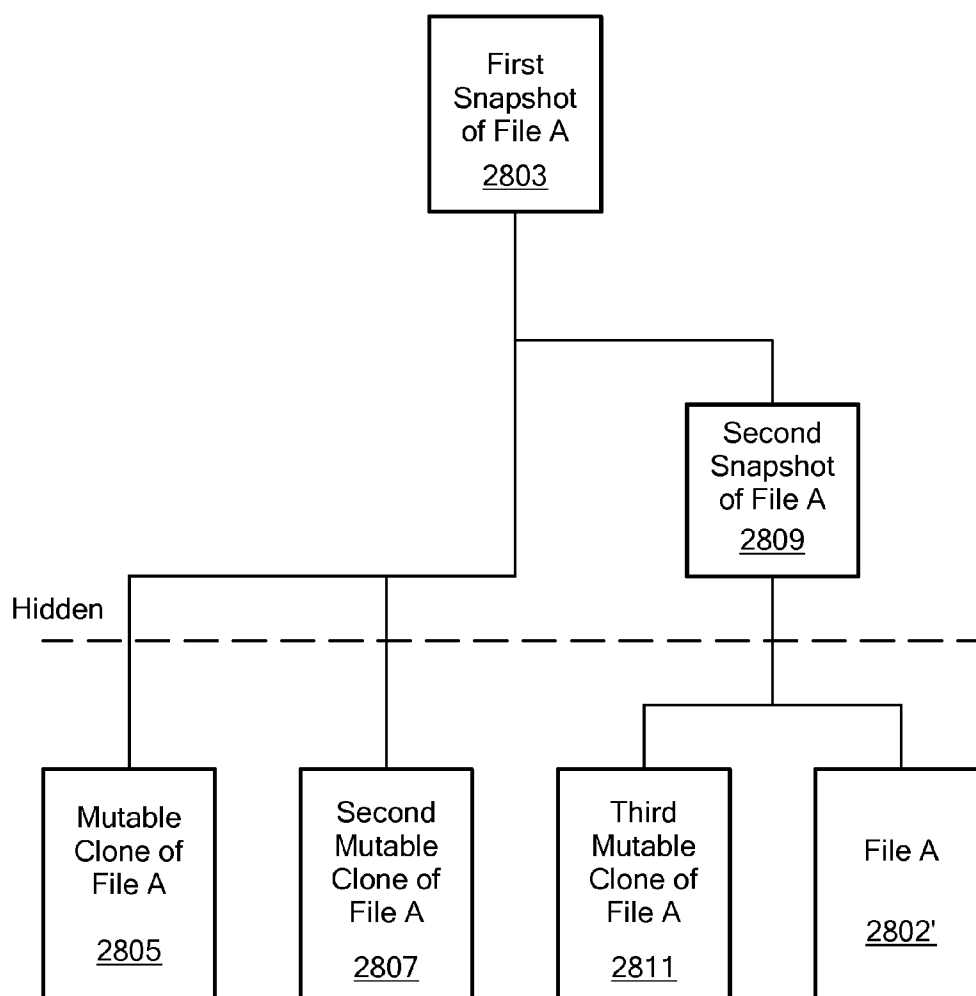 First
Snapshot
of File A
2803
Second
Snapshot
of File A
2809
Hidden
Mutable
Clone of
File A
2805
Second
Mutable
Clone of
File A
2807
Third
Mutable
Clone of
File A
2811
File A
2802'